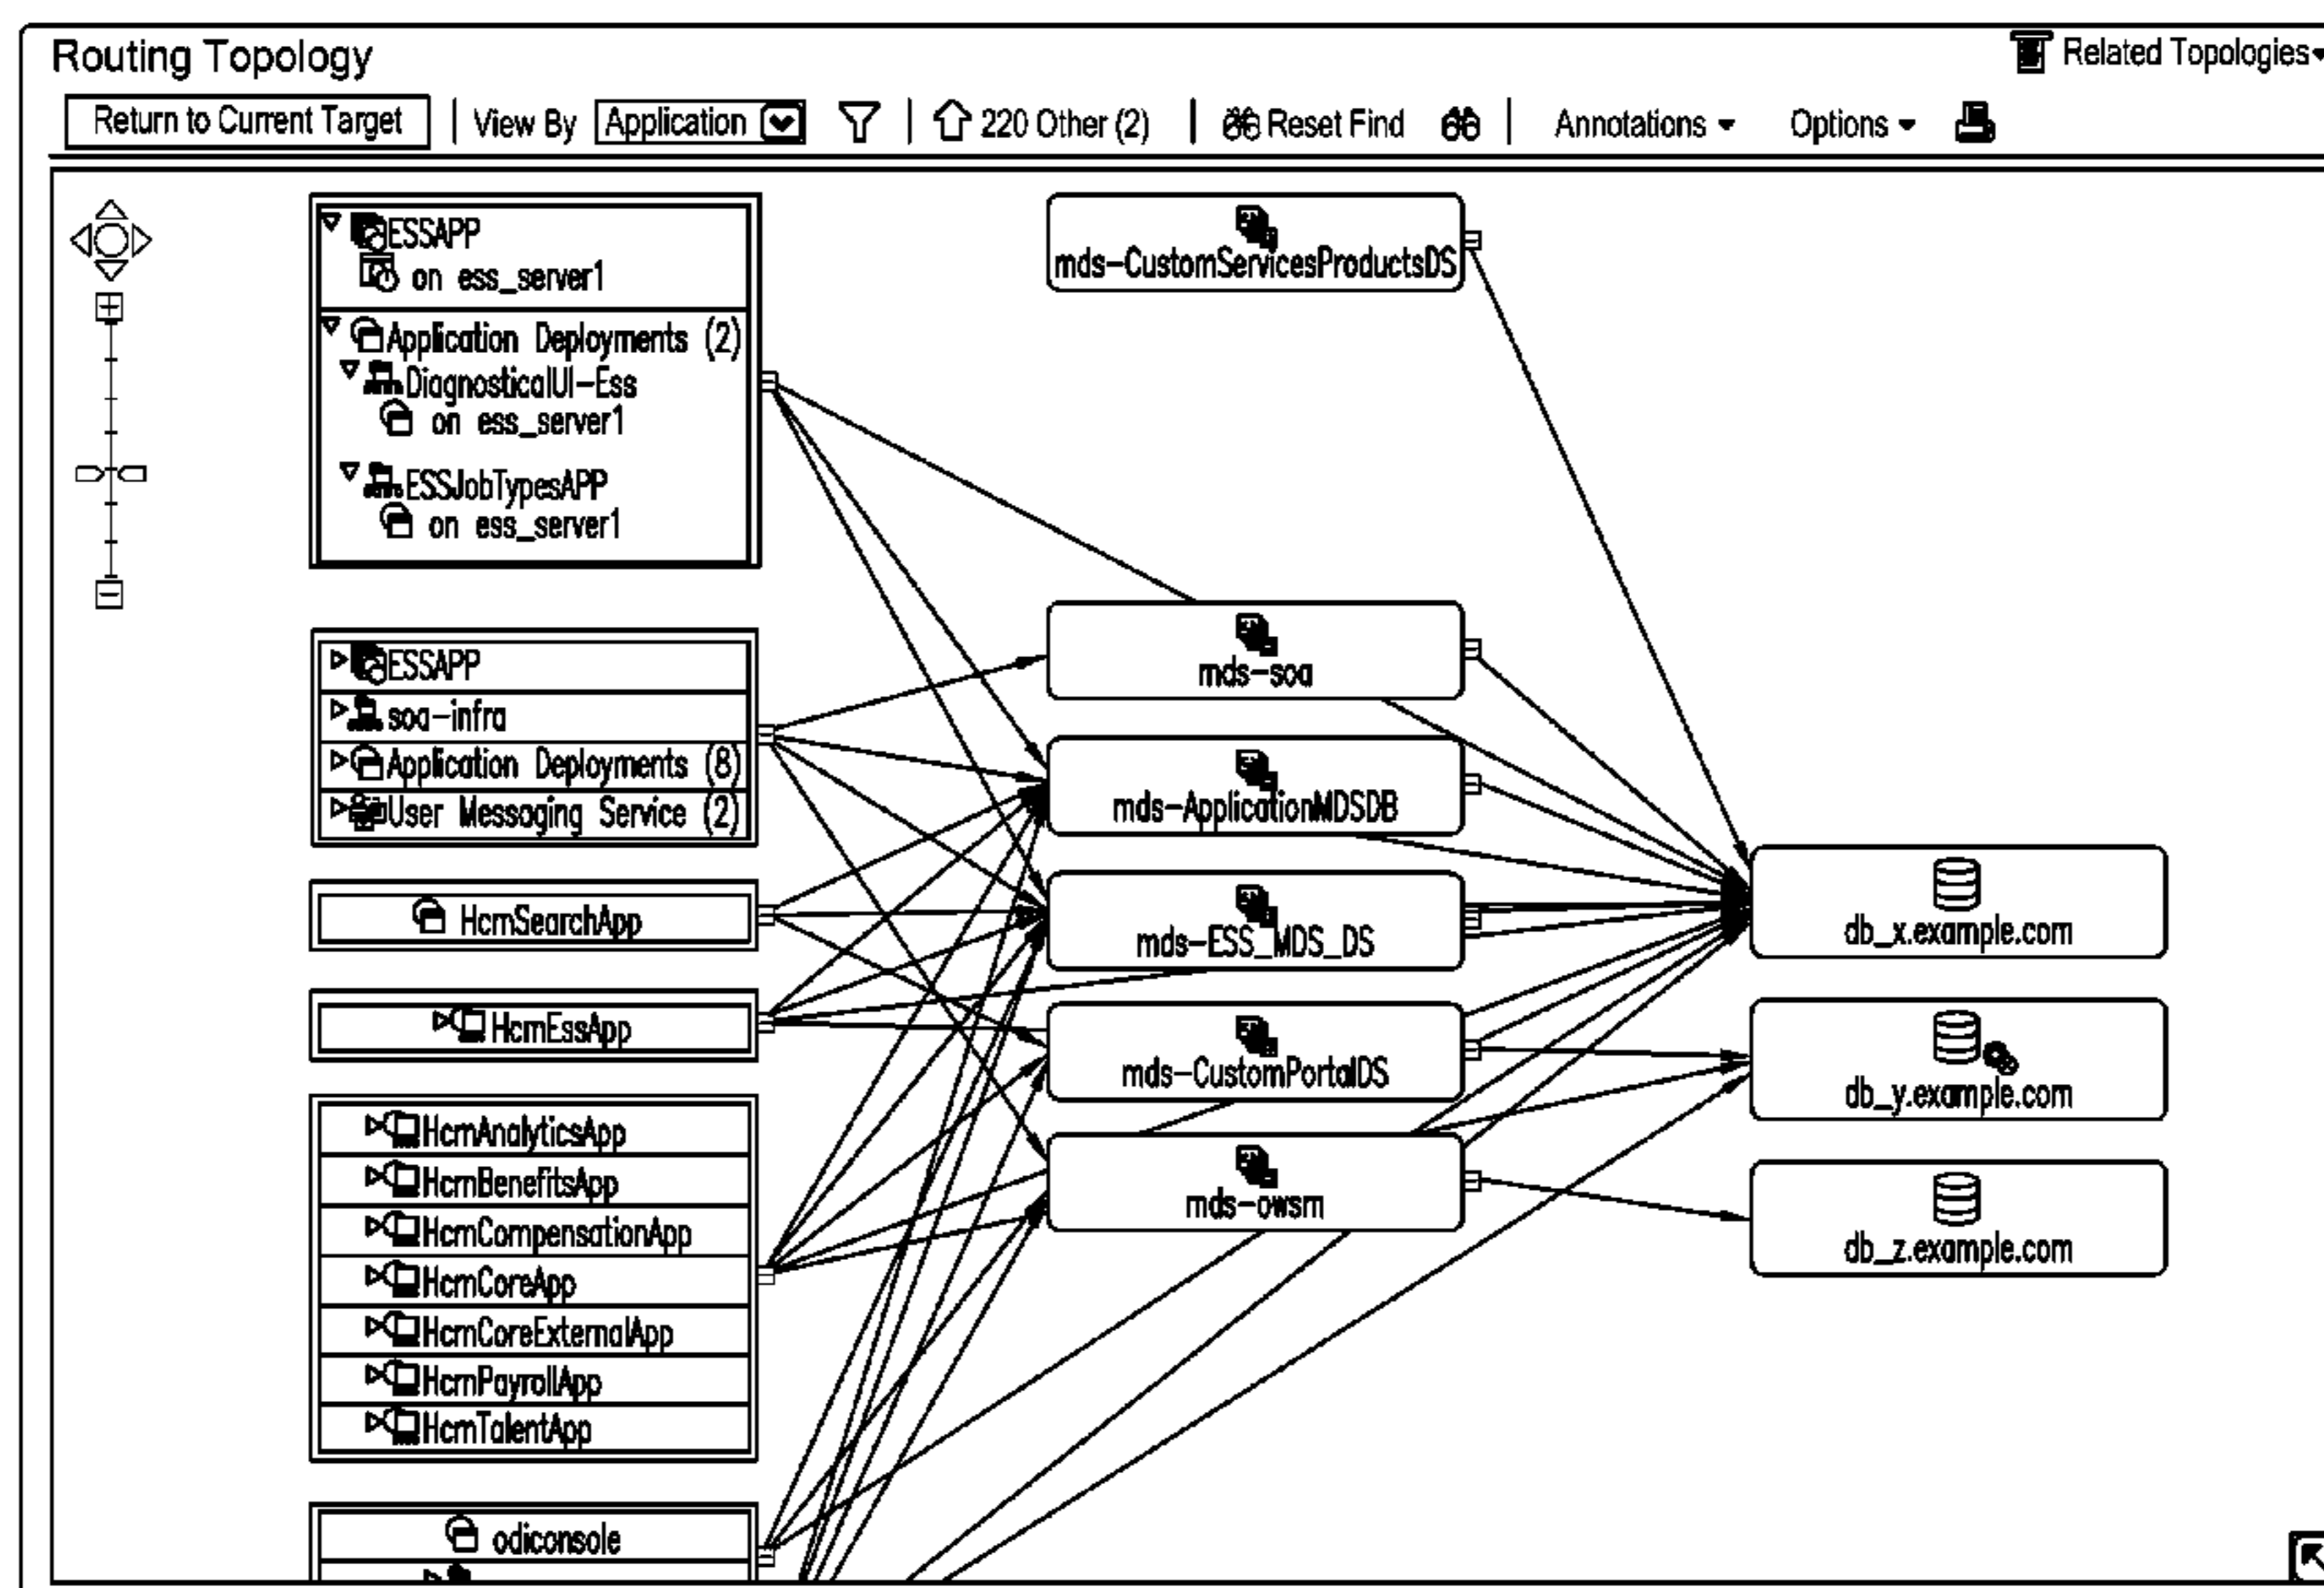 Routing Topology
Related Topologies
Return to Current Target
View By
Application
220 Other (2)
Reset Find
Annotations
Options
ESSAPP
on ess_server1
Application Deployments (2)
DiagnosticalUI-Ess
on ess_server1
ESSJobTypesAPP
on ess_server1
ESSAPP
soa-infra
Application Deployments (8)
User Messaging Service (2)
HcmSearchApp
HcmEssApp
HcmAnalyticsApp
HcmBenefitsApp
HcmCompensationApp
HcmCoreApp
HcmCoreExternalApp
HcmPayrollApp
HcmTalentApp
odiconsole
mds-CustomServicesProductsDS
mds-soa
mds-ApplicationMDSDB
mds-ESS_MDS_DS
mds-CustomPortalDS
mds-owsm
db_x.example.com
db_y.example.com
db_z.example.com